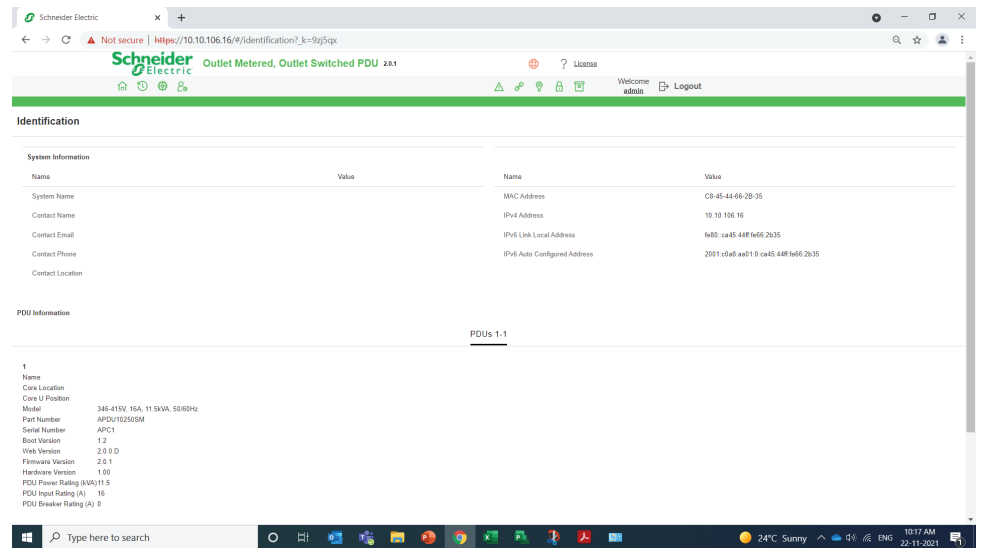 Schneider Electric
Not secure | https://10.10.106.16/#/identification?_k=9zj5qx
Schneider Electric
Outlet Metered, Outlet Switched PDU 2.0.1
? License
Welcome admin
Logout
Identification
System Information
Name Value Name Value
System Name MAC Address C8-45-44-66-2B-35
Contact Name IPv4 Address 10.10.106.16
Contact Email IPv6 Link Local Address fe80::ca45:44ff:fe66:2b35
Contact Phone IPv6 Auto Configured Address 2001:c0a8:aa01:0:ca45:44ff:fe66:2b35
Contact Location
PDU Information
PDUs 1-1
1
Name
Core Location
Core U Position
Model 346-415V, 16A, 11.5kVA, 50/60Hz
Part Number APDU10250SM
Serial Number APC1
Boot Version 1.2
Web Version 2.0.0.D
Firmware Version 2.0.1
Hardware Version 1.00
PDU Power Rating (kVA) 11.5
PDU Input Rating (A) 16
PDU Breaker Rating (A) 0
Type here to search
24°C Sunny
ENG
10:17 AM
22-11-2021